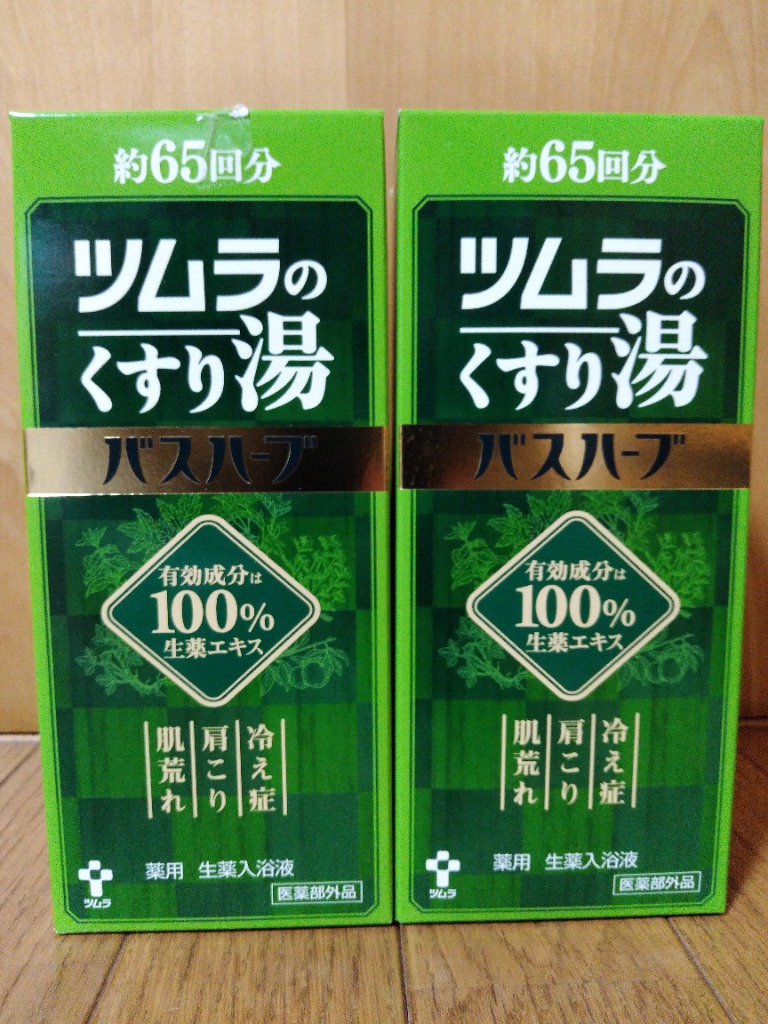 約65回分
ツムラの
くすり湯
バスハーブ
有効成分は
100%
生薬エキス
冷え症
肩こり
肌荒れ
薬用 生薬入浴液
ツムラ
医薬部外品
約65回分
ツムラの
くすり湯
バスハーブ
有効成分は
100%
生薬エキス
冷え症
肩こり
肌荒れ
薬用 生薬入浴液
ツムラ
医薬部外品